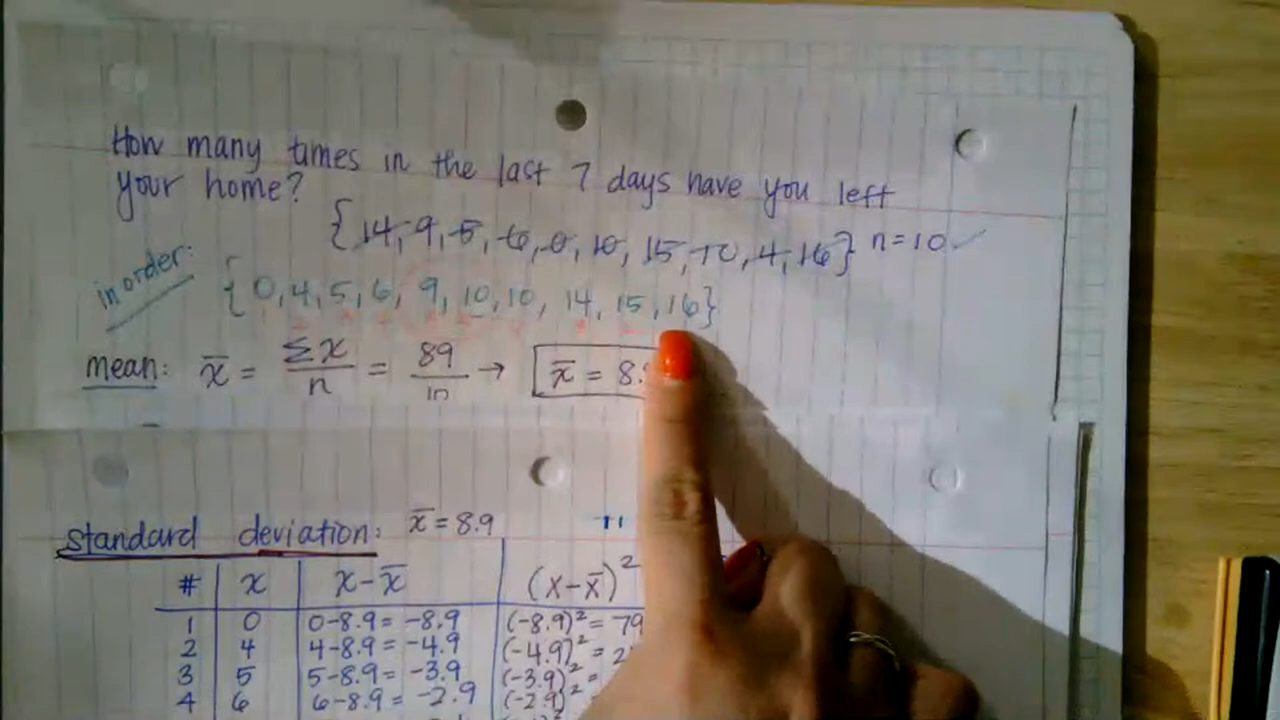 How many times in the last 7 days have you left
your home?
{14, 9, 5, 6, 0, 10, 15, 10, 4, 16} n=10 ✓
in order: {0, 4, 5, 6, 9, 10, 10, 14, 15, 16}
mean: x̄ = Σx/n = 89/10 → x̄ = 8.9
standard deviation: x̄ = 8.9
# x x-x̄ (x-x̄)²
1 0 0-8.9 = -8.9 (-8.9)² = 79
2 4 4-8.9 = -4.9 (-4.9)² = 2
3 5 5-8.9 = -3.9 (-3.9)² =
4 6 6-8.9 = -2.9 (-2.9)²